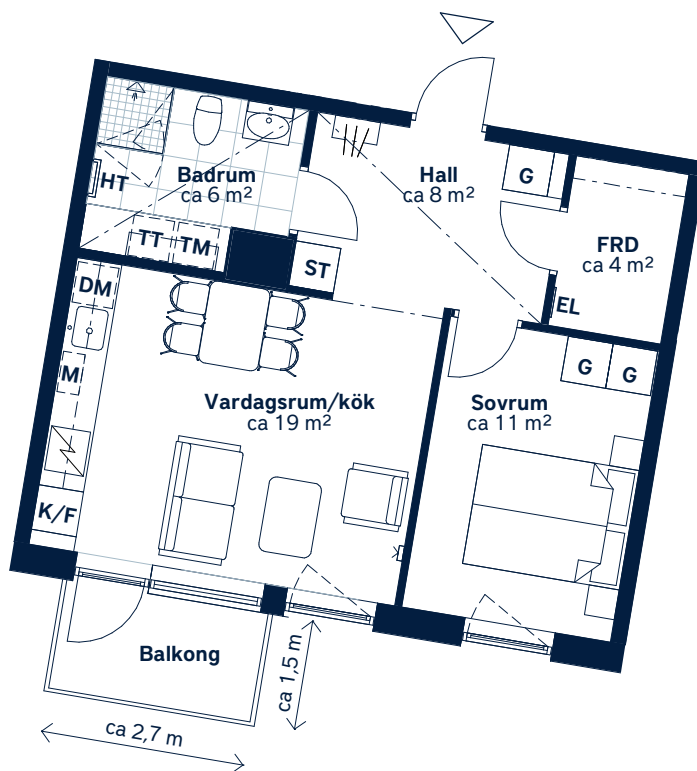 Badrum
ca 6 m²
Hall
ca 8 m²
G
FRD
ca 4 m²
HT
TT
TM
ST
EL
DM
M
K/F
Vardagsrum/kök
ca 19 m²
Sovrum
ca 11 m²
G
G
Balkong
ca 1,5 m
ca 2,7 m